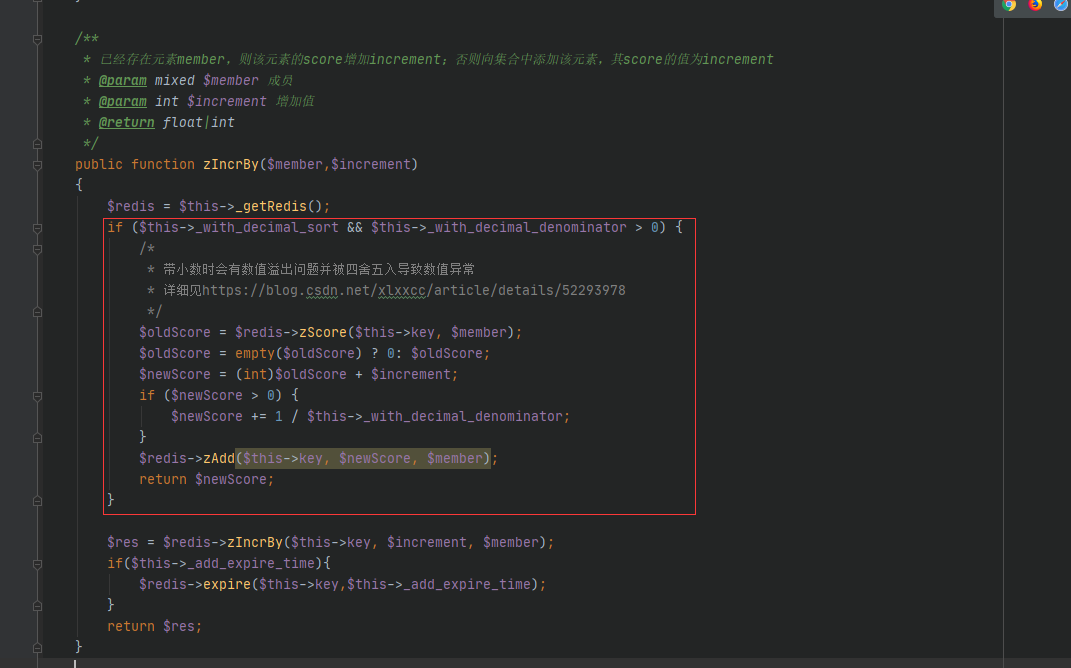 /**
 * 已经存在元素member，则该元素的score增加increment；否则向集合中添加该元素，其score的值为increment
 * @param mixed $member 成员
 * @param int $increment 增加值
 * @return float|int
 */
public function zIncrBy($member,$increment)
{
    $redis = $this->_getRedis();
    if ($this->_with_decimal_sort && $this->_with_decimal_denominator > 0) {
        /*
         * 带小数时会有数值溢出问题并被四舍五入导致数值异常
         * 详细见https://blog.csdn.net/xlxxcc/article/details/52293978
         */
        $oldScore = $redis->zScore($this->key, $member);
        $oldScore = empty($oldScore) ? 0: $oldScore;
        $newScore = (int)$oldScore + $increment;
        if ($newScore > 0) {
            $newScore += 1 / $this->_with_decimal_denominator;
        }
        $redis->zAdd($this->key, $newScore, $member);
        return $newScore;
    }
    $res = $redis->zIncrBy($this->key, $increment, $member);
    if($this->_add_expire_time){
        $redis->expire($this->key,$this->_add_expire_time);
    }
    return $res;
}